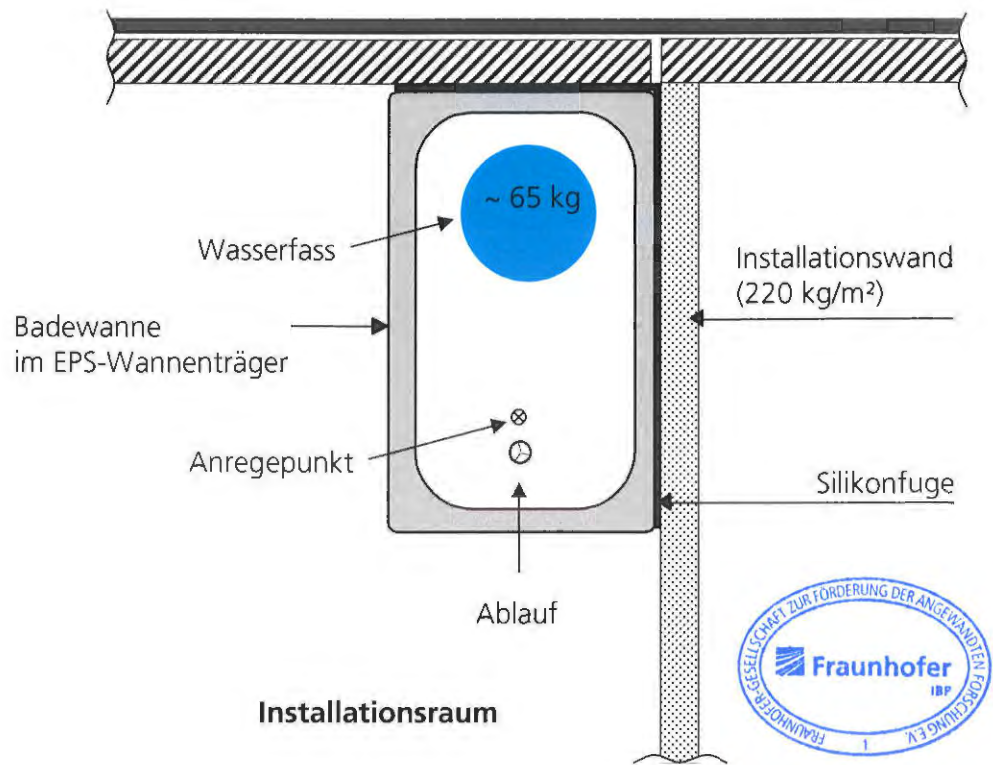 ~ 65 kg
Wasserfass
Installationswand
(220 kg/m²)
Badewanne
im EPS-Wannenträger
Anregepunkt
Silikonfuge
Ablauf
Installationsraum
FRAUNHOFER-GESELLSCHAFT ZUR FÖRDERUNG DER ANGEWANDTEN FORSCHUNG E.V.
Fraunhofer
IBP
1